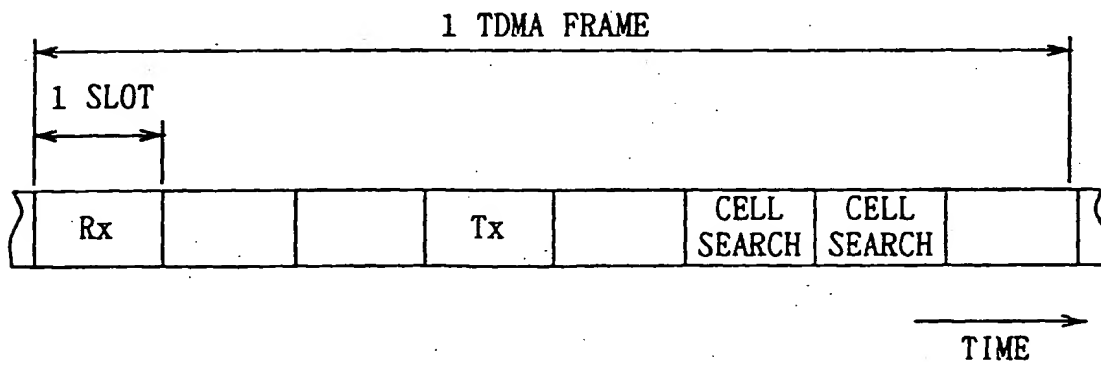 1 TDMA FRAME
1 SLOT
Rx
Tx
CELL
SEARCH
CELL
SEARCH
TIME